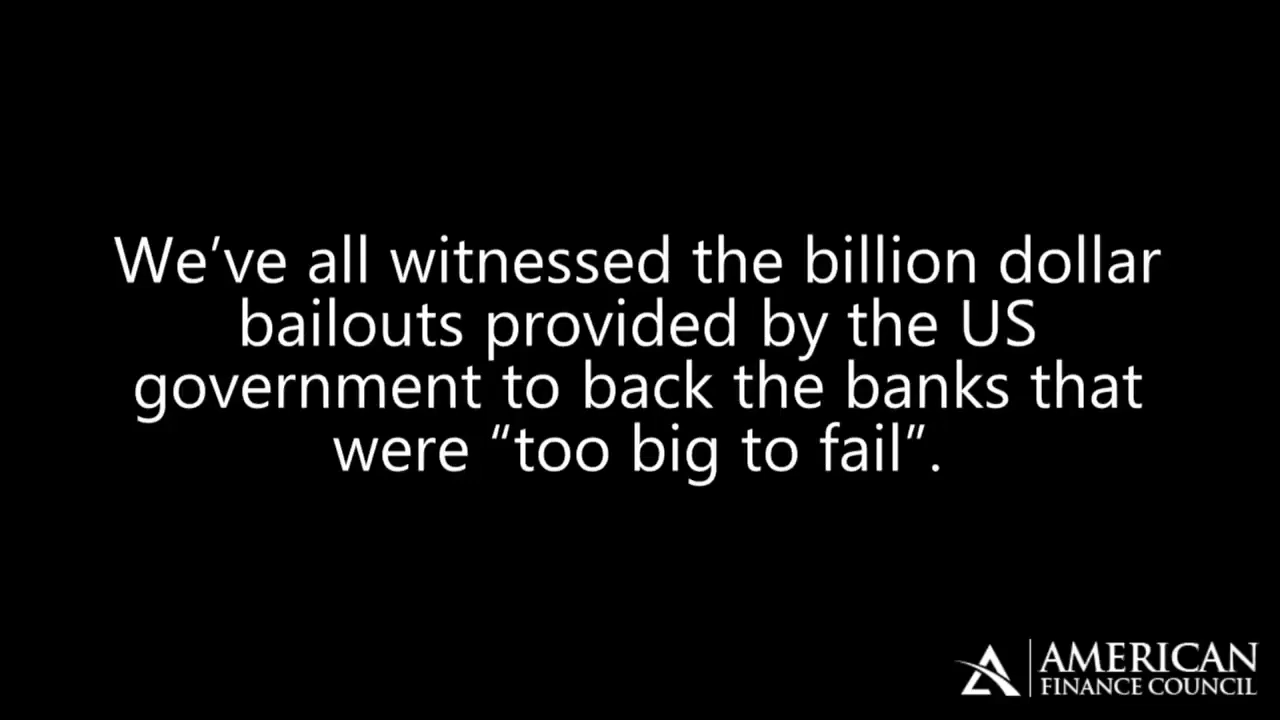 We’ve all witnessed the billion dollar
bailouts provided by the US
government to back the banks that
were “too big to fail”.
AMERICAN
FINANCE COUNCIL